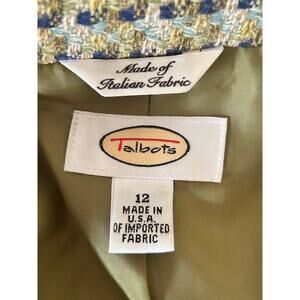 Made of
Italian Fabric
Talbots
12
MADE IN
U.S.A.
OF IMPORTED
FABRIC